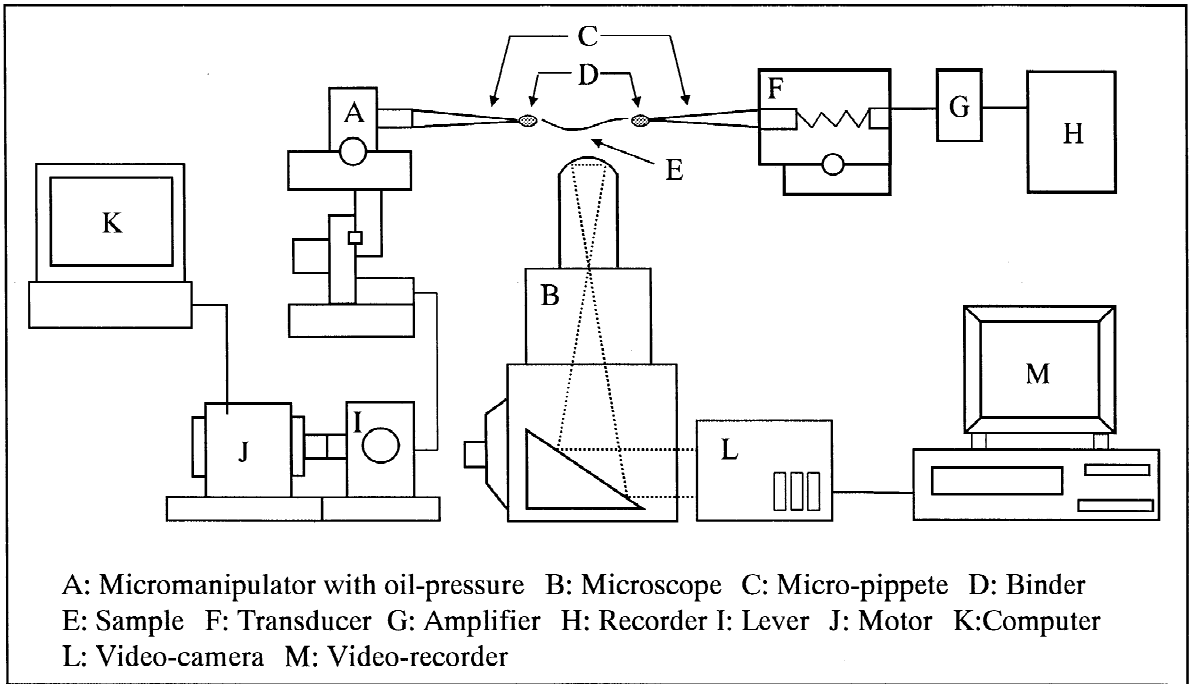 C
D
A
F
G
H
E
K
B
M
I
J
L
A: Micromanipulator with oil-pressure B: Microscope C: Micro-pippete D: Binder
E: Sample F: Transducer G: Amplifier H: Recorder I: Lever J: Motor K:Computer
L: Video-camera M: Video-recorder